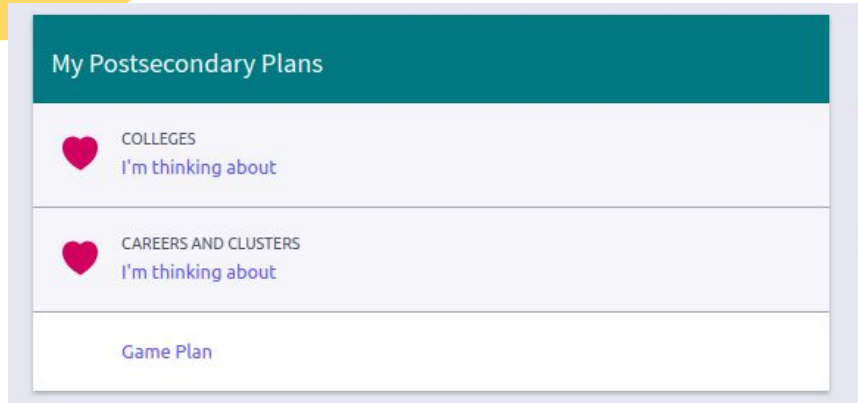 My Postsecondary Plans
COLLEGES
I'm thinking about
CAREERS AND CLUSTERS
I'm thinking about
Game Plan